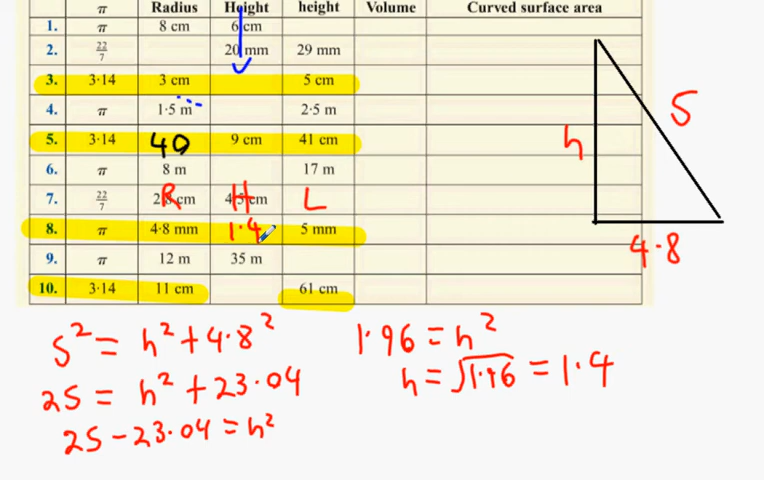 π Radius Height height Volume Curved surface area
1. π 8 cm 6 cm
2. 22/7 20 mm 29 mm
3. 3·14 3 cm 5 cm
4. π 1·5 m 2·5 m
5. 3·14 40 9 cm 41 cm
6. π 8 m 17 m
7. 22/7 R cm H cm L
8. π 4·8 mm 1·4 5 mm
9. π 12 m 35 m
10. 3·14 11 cm 61 cm
h
5
4·8
5² = h² + 4·8²
25 = h² + 23·04
25 - 23·04 = h²
1·96 = h²
h = √1·96 = 1·4